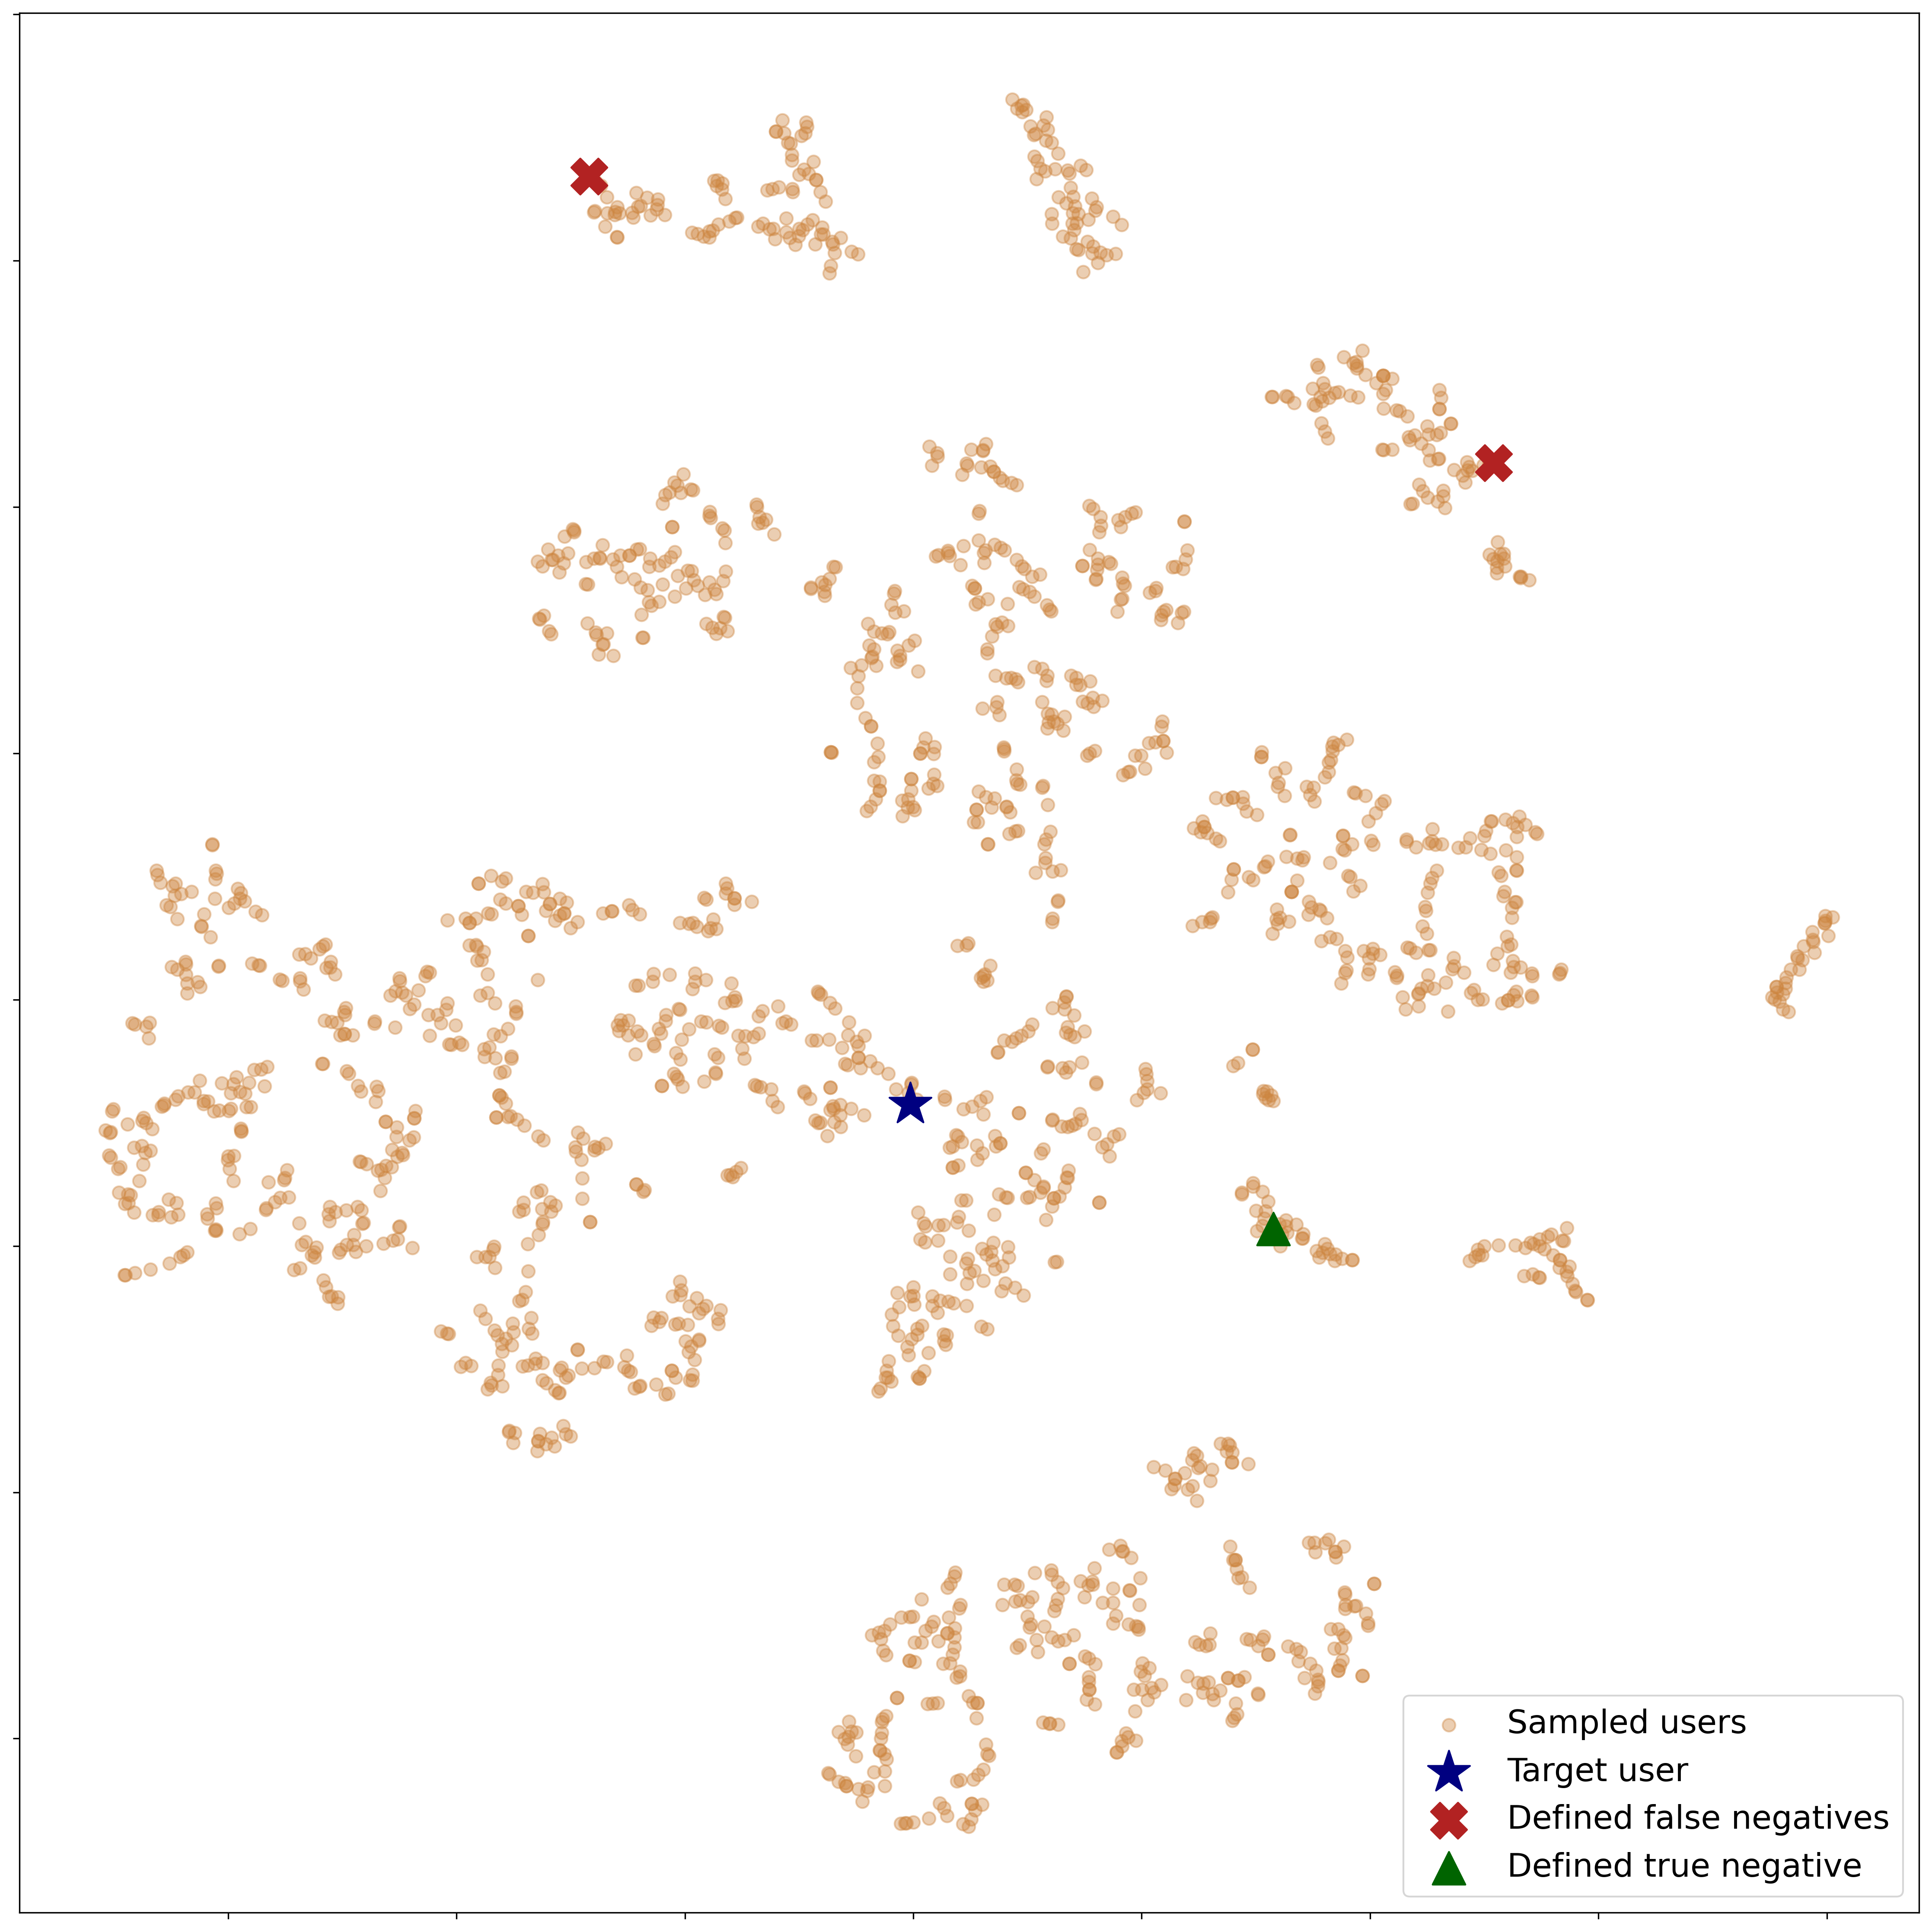 Sampled users
Target user
Defined false negatives
Defined true negative